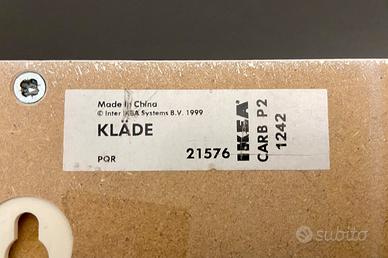 Made in China
© Inter IKEA Systems B.V. 1999
KLÄDE
PQR
21576
IKEA
CARB P2
1242
subito